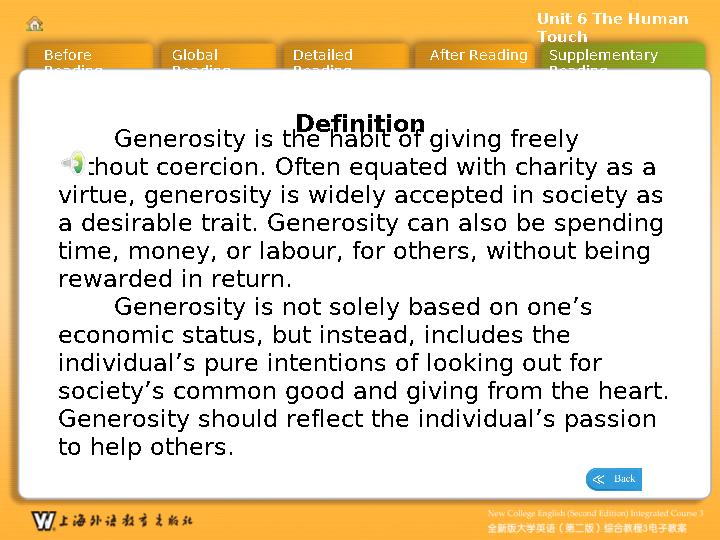 Unit 6 The Human
Touch
Before
Reading
Global
Reading
Detailed
Reading
After Reading
Supplementary
Reading
Definition
Generosity is the habit of giving freely
thout coercion. Often equated with charity as a
virtue, generosity is widely accepted in society as
a desirable trait. Generosity can also be spending
time, money, or labour, for others, without being
rewarded in return.
Generosity is not solely based on one’s
economic status, but instead, includes the
individual’s pure intentions of looking out for
society’s common good and giving from the heart.
Generosity should reflect the individual’s passion
to help others.
Back
上海外语教育出版社
New College English (Second Edition) Integrated Course 3
全新版大学英语（第二版）综合教程3电子教案